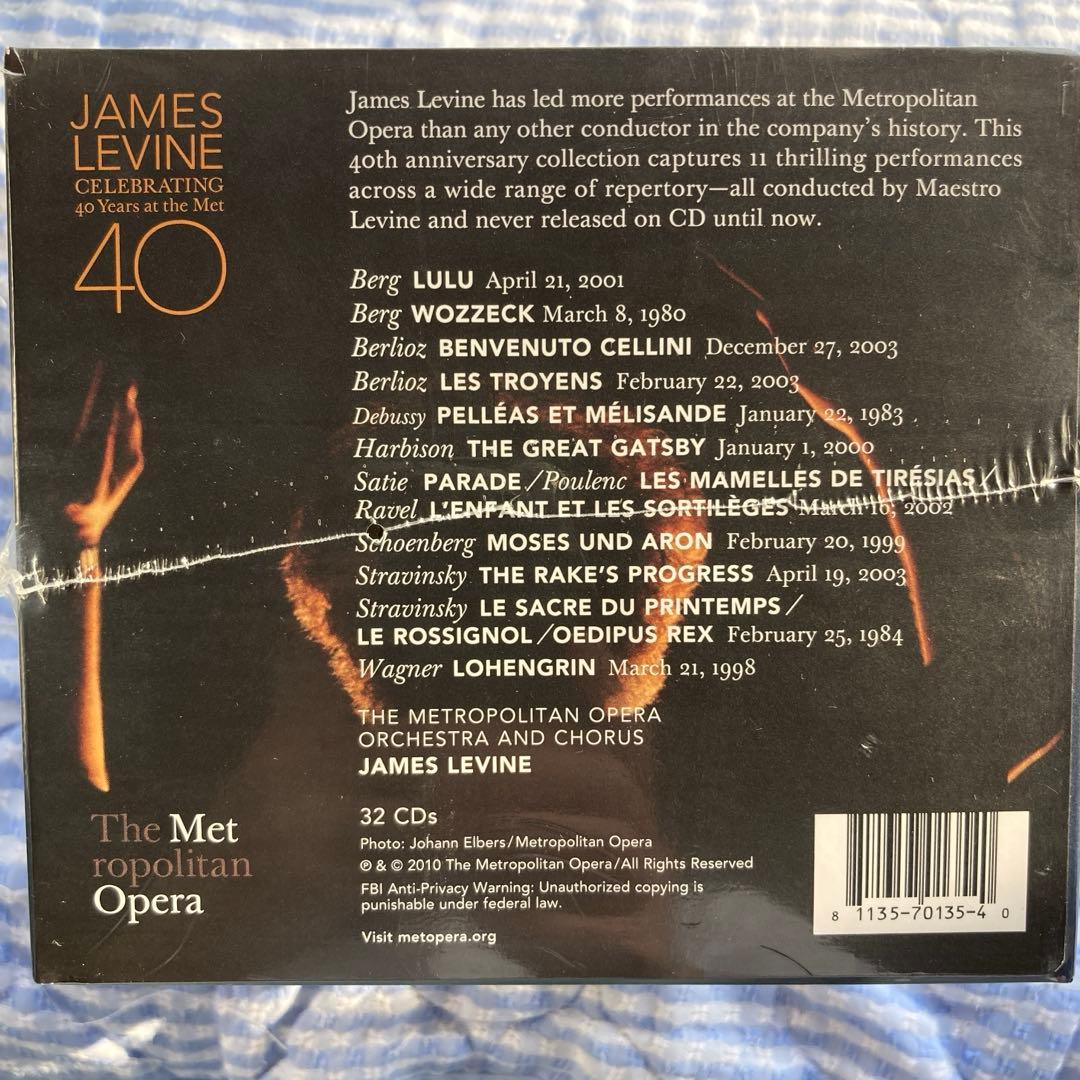 JAMES
LEVINE
CELEBRATING
40 Years at the Met
40
James Levine has led more performances at the Metropolitan
Opera than any other conductor in the company's history. This
40th anniversary collection captures 11 thrilling performances
across a wide range of repertory—all conducted by Maestro
Levine and never released on CD until now.
Berg LULU April 21, 2001
Berg WOZZECK March 8, 1980
Berlioz BENVENUTO CELLINI December 27, 2003
Berlioz LES TROYENS February 22, 2003
Debussy PELLÉAS ET MÉLISANDE January 22, 1983
Harbison THE GREAT GATSBY January 1, 2000
Satie PARADE/Poulenc LES MAMELLES DE TIRÉSIAS/
Ravel L'ENFANT ET LES SORTILÈGES March 16, 2002
Schoenberg MOSES UND ARON February 20, 1999
Stravinsky THE RAKE'S PROGRESS April 19, 2003
Stravinsky LE SACRE DU PRINTEMPS/
LE ROSSIGNOL/OEDIPUS REX February 25, 1984
Wagner LOHENGRIN March 21, 1998
THE METROPOLITAN OPERA
ORCHESTRA AND CHORUS
JAMES LEVINE
32 CDs
Photo: Johann Elbers/Metropolitan Opera
℗ & © 2010 The Metropolitan Opera/All Rights Reserved
FBI Anti-Privacy Warning: Unauthorized copying is
punishable under federal law.
Visit metopera.org
The Met
ropolitan
Opera
8 1135-70135-4 0